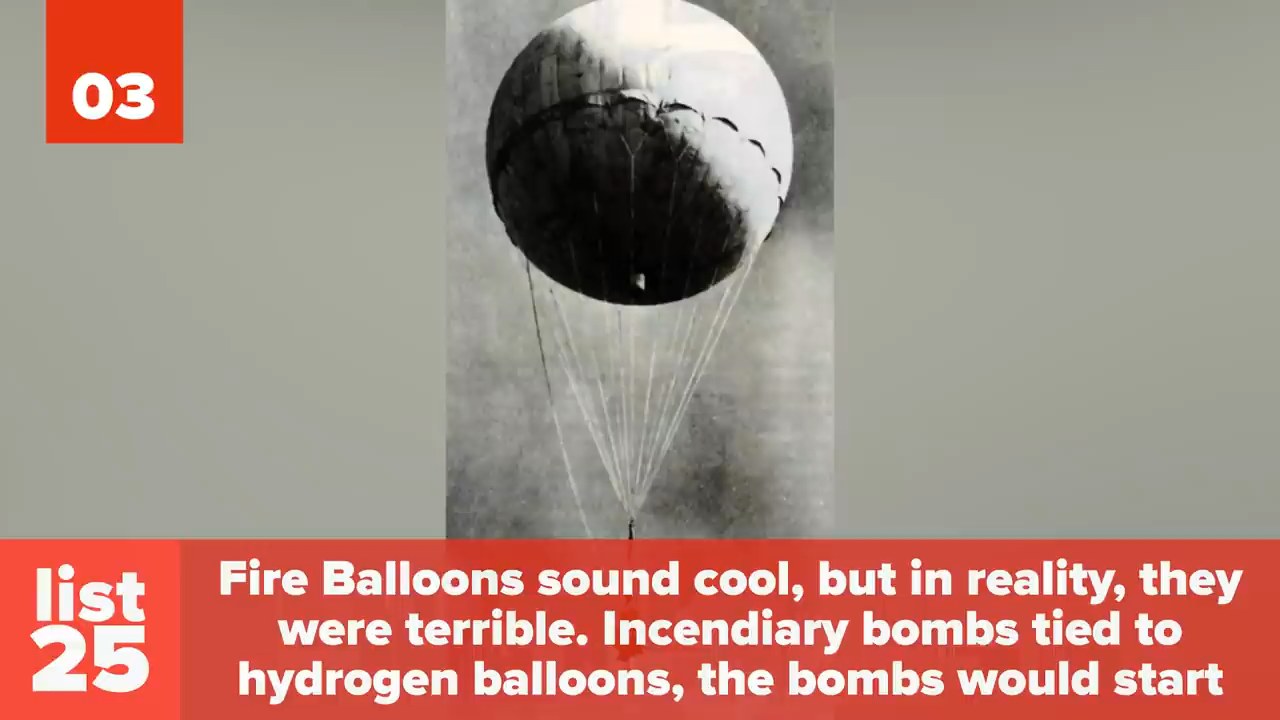 03
list
25
Fire Balloons sound cool, but in reality, they
were terrible. Incendiary bombs tied to
hydrogen balloons, the bombs would start